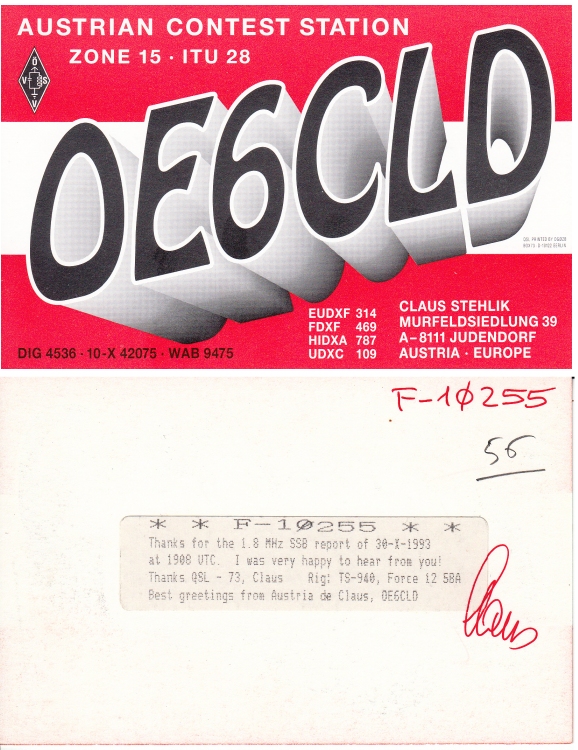 AUSTRIAN CONTEST STATION
ZONE 15 · ITU 28
Ö
V S
V
OE6CLD
EUDXF 314
FDXF 469
HIDXA 787
UDXC 109
CLAUS STEHLIK
MURFELDSIEDLUNG 39
A–8111 JUDENDORF
AUSTRIA · EUROPE
DIG 4536 · 10-X 42075 · WAB 9475
F-1Ø255
56
* * F-1Ø255 * *
Thanks for the 1.8 MHz SSB report of 30-X-1993
at 1908 UTC. I was very happy to hear from you!
Thanks QSL - 73, Claus Rig: TS-940, Force 12 5BA
Best greetings from Austria de Claus, OE6CLD
Claus